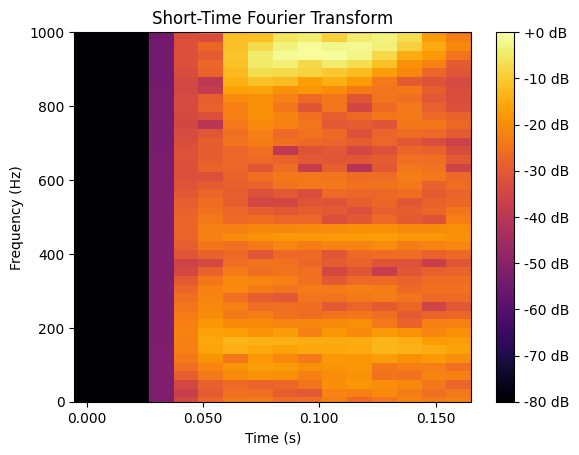 Short-Time Fourier Transform
1000
800
600
400
200
0
Frequency (Hz)
0.000
0.050
0.100
0.150
Time (s)
+0 dB
-10 dB
-20 dB
-30 dB
-40 dB
-50 dB
-60 dB
-70 dB
-80 dB